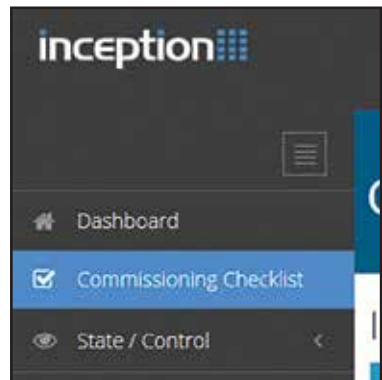 inception
Dashboard
Commissioning Checklist
State / Control